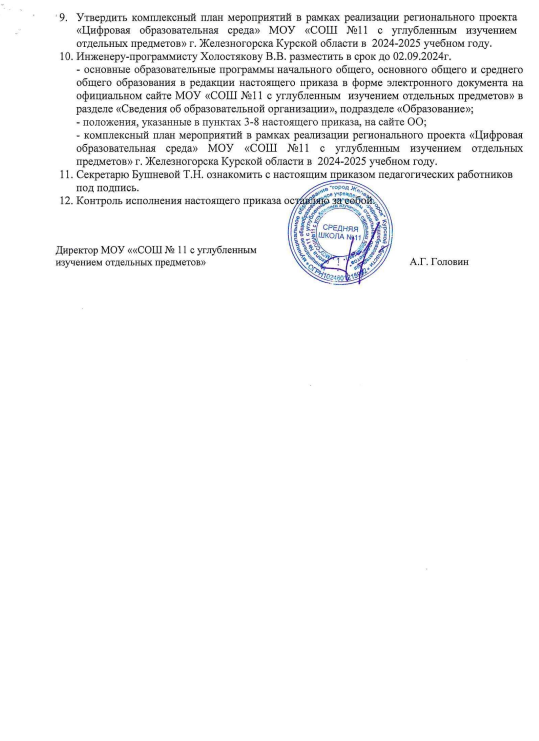 9. Утвердить комплексный план мероприятий в рамках реализации регионального проекта
«Цифровая образовательная среда» МОУ «СОШ №11 с углубленным изучением
отдельных предметов» г. Железногорска Курской области в 2024-2025 учебном году.
10. Инженеру-программисту Холостякову В.В. разместить в срок до 02.09.2024г.
- основные образовательные программы начального общего, основного общего и среднего
общего образования в редакции настоящего приказа в форме электронного документа на
официальном сайте МОУ «СОШ №11 с углубленным изучением отдельных предметов» в
разделе «Сведения об образовательной организации», подразделе «Образование»;
- положения, указанные в пунктах 3-8 настоящего приказа, на сайте ОО;
- комплексный план мероприятий в рамках реализации регионального проекта «Цифровая
образовательная среда» МОУ «СОШ №11 с углубленным изучением отдельных
предметов» г. Железногорска Курской области в 2024-2025 учебном году.
11. Секретарю Бушневой Т.Н. ознакомить с настоящим приказом педагогических работников
под подпись.
12. Контроль исполнения настоящего приказа оставляю за собой.
СРЕДНЯЯ
ШКОЛА №11
Директор МОУ ««СОШ № 11 с углубленным
изучением отдельных предметов»
А.Г. Головин